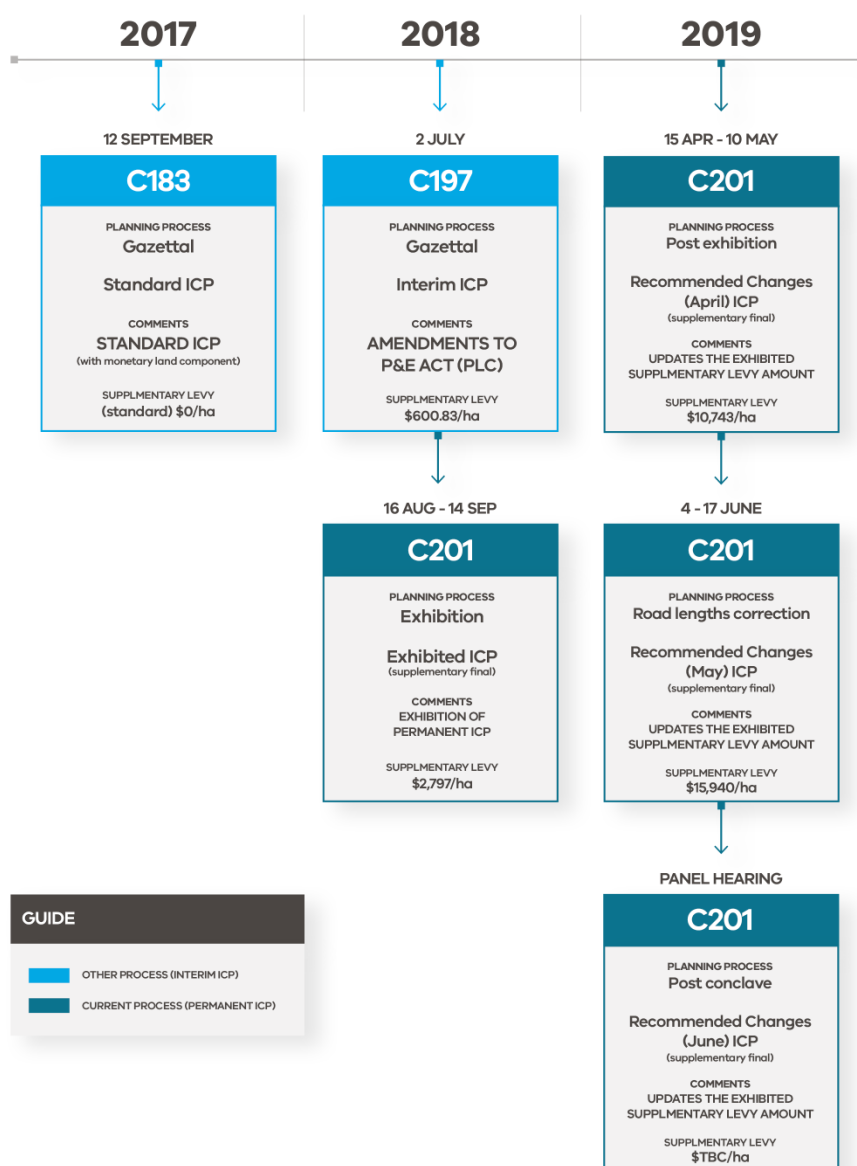 2017
2018
2019
12 SEPTEMBER
C183
PLANNING PROCESS
Gazettal
Standard ICP
COMMENTS
STANDARD ICP
(with monetary land component)
SUPPLMENTARY LEVY
(standard) $0/ha
2 JULY
C197
PLANNING PROCESS
Gazettal
Interim ICP
COMMENTS
AMENDMENTS TO
P&E ACT (PLC)
SUPPLMENTARY LEVY
$600.83/ha
16 AUG - 14 SEP
C201
PLANNING PROCESS
Exhibition
Exhibited ICP
(supplementary final)
COMMENTS
EXHIBITION OF
PERMANENT ICP
SUPPLMENTARY LEVY
$2,797/ha
15 APR - 10 MAY
C201
PLANNING PROCESS
Post exhibition
Recommended Changes
(April) ICP
(supplementary final)
COMMENTS
UPDATES THE EXHIBITED
SUPPLMENTARY LEVY AMOUNT
SUPPLMENTARY LEVY
$10,743/ha
4 - 17 JUNE
C201
PLANNING PROCESS
Road lengths correction
Recommended Changes
(May) ICP
(supplementary final)
COMMENTS
UPDATES THE EXHIBITED
SUPPLMENTARY LEVY AMOUNT
SUPPLMENTARY LEVY
$15,940/ha
PANEL HEARING
C201
PLANNING PROCESS
Post conclave
Recommended Changes
(June) ICP
(supplementary final)
COMMENTS
UPDATES THE EXHIBITED
SUPPLMENTARY LEVY AMOUNT
SUPPLMENTARY LEVY
$TBC/ha
GUIDE
OTHER PROCESS (INTERIM ICP)
CURRENT PROCESS (PERMANENT ICP)